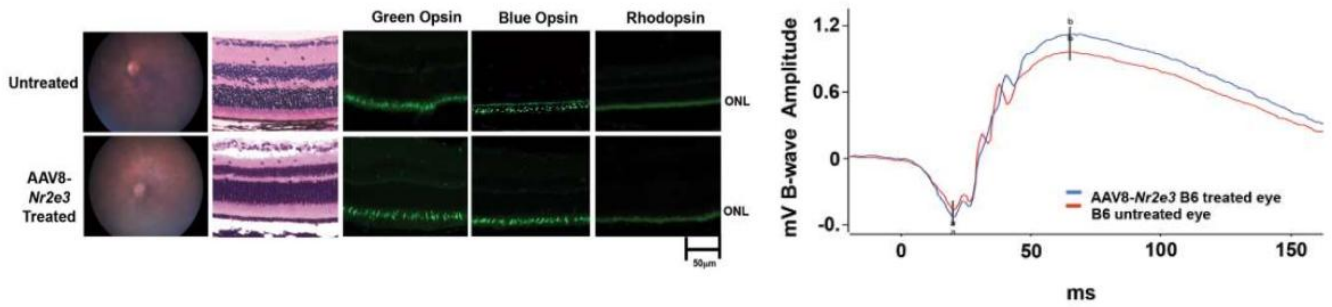 Green Opsin Blue Opsin Rhodopsin
Untreated
ONL
AAV8-
Nr2e3
Treated
ONL
50μm
mV B-wave Amplitude
1.2
0.6
0
-0.
b
b
a
AAV8-Nr2e3 B6 treated eye
B6 untreated eye
0 50 100 150
ms